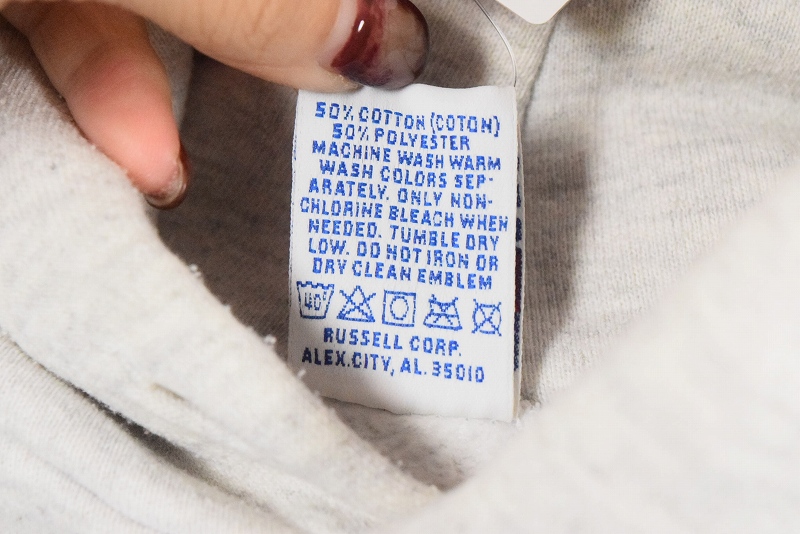 50% COTTON (COTON)
50% POLYESTER
MACHINE WASH WARM
WASH COLORS SEP-
ARATELY. ONLY NON-
CHLORINE BLEACH WHEN
NEEDED. TUMBLE DRY
LOW. DO NOT IRON OR
DRY CLEAN EMBLEM
40°
RUSSELL CORP.
ALEX.CITY, AL. 35010